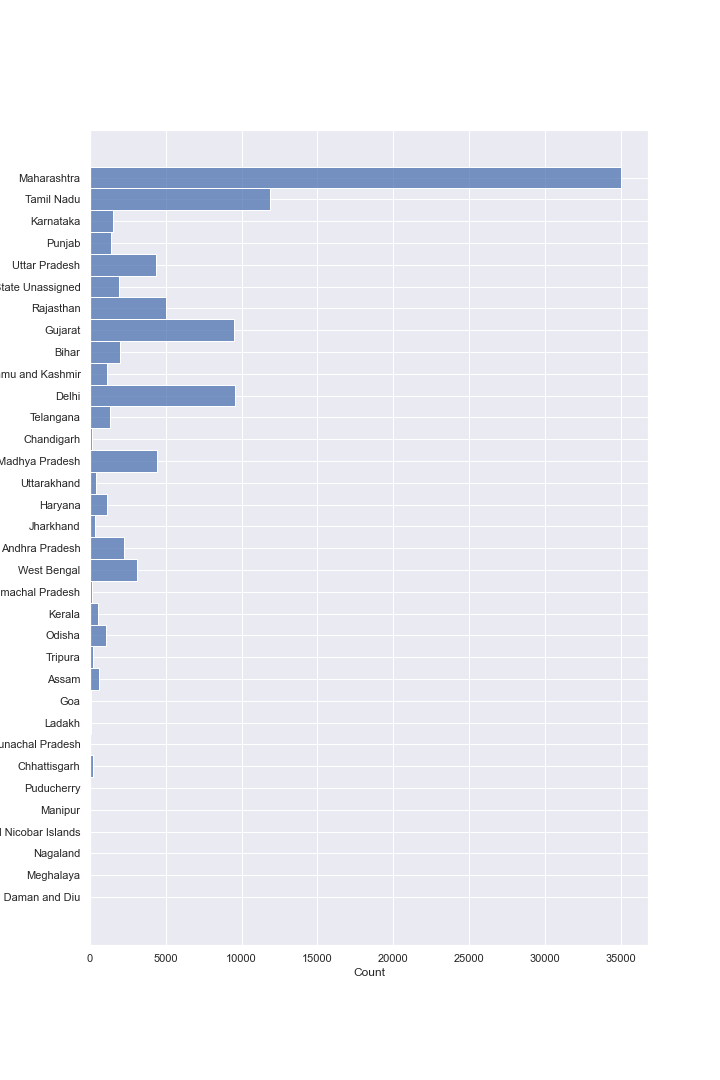 Maharashtra
Tamil Nadu
Karnataka
Punjab
Uttar Pradesh
State Unassigned
Rajasthan
Gujarat
Bihar
and Kashmir
Delhi
Telangana
Chandigarh
Madhya Pradesh
Uttarakhand
Haryana
Jharkhand
Andhra Pradesh
West Bengal
machal Pradesh
Kerala
Odisha
Tripura
Assam
Goa
Ladakh
unachal Pradesh
Chhattisgarh
Puducherry
Manipur
Nicobar Islands
Nagaland
Meghalaya
Daman and Diu
0 5000 10000 15000 20000 25000 30000 35000
Count